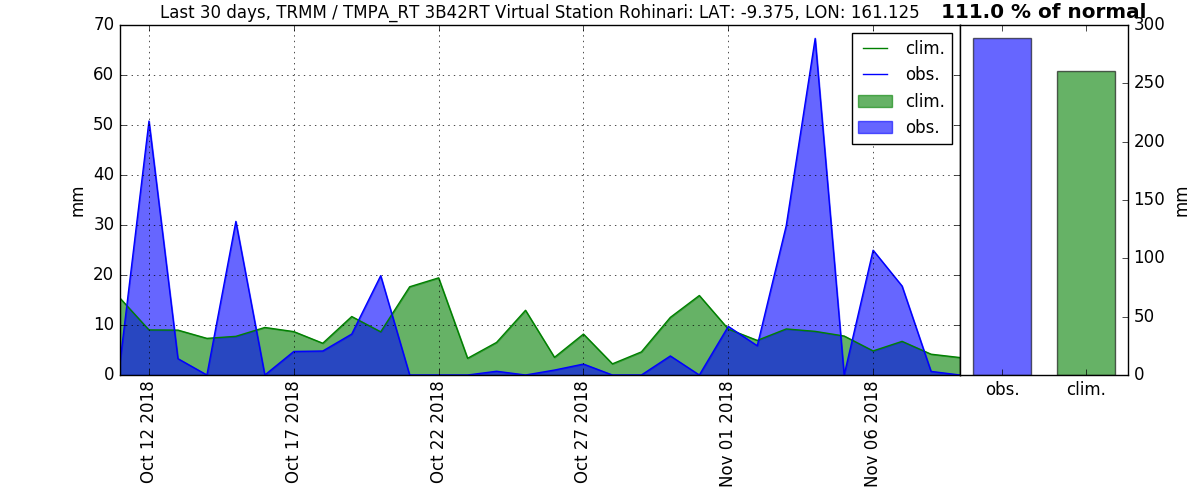 Last 30 days, TRMM / TMPA_RT 3B42RT Virtual Station Rohinari: LAT: -9.375, LON: 161.125
111.0 % of normal
70
60
50
40
30
20
10
0
mm
clim.
obs.
clim.
obs.
Oct 12 2018
Oct 17 2018
Oct 22 2018
Oct 27 2018
Nov 01 2018
Nov 06 2018
300
250
200
150
100
50
0
mm
obs.
clim.